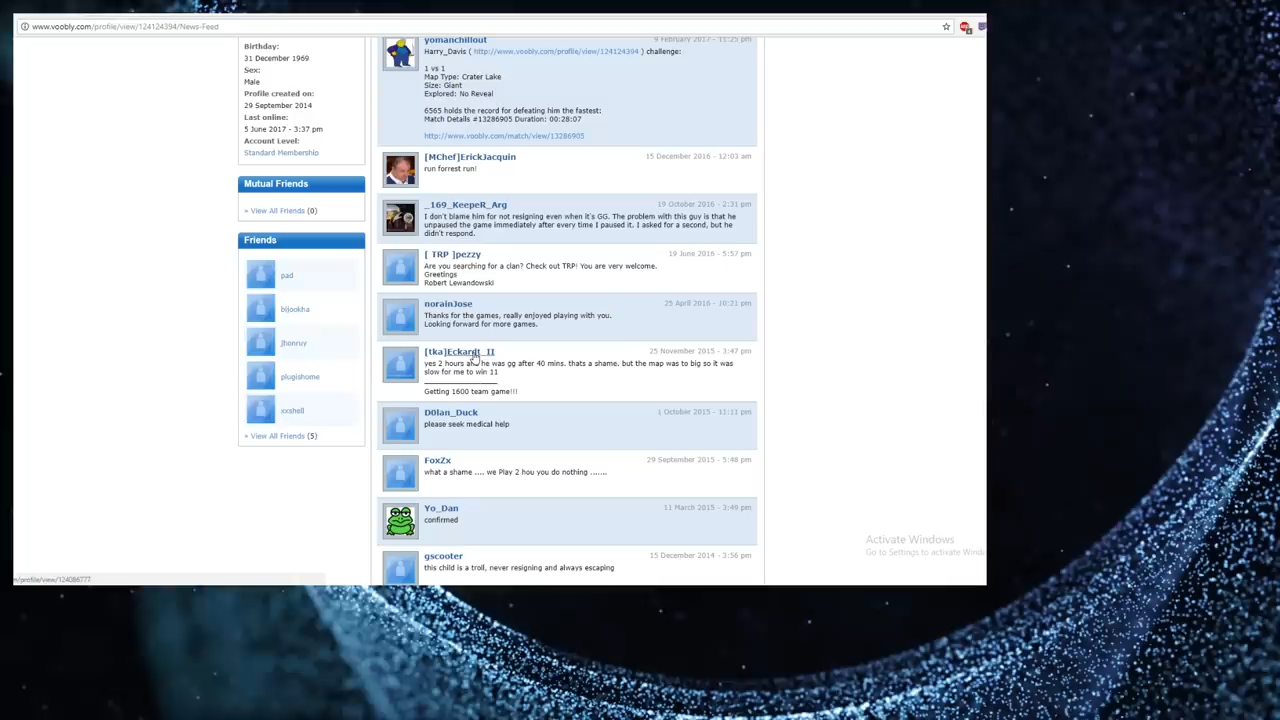 www.voobly.com/profile/view/124124394/News-Feed
Birthday:
31 December 1969
Sex:
Male
Profile created on:
29 September 2014
Last online:
5 June 2017 - 3:37 pm
Account Level:
Standard Membership
Mutual Friends
» View All Friends (0)
Friends
pad
bijookha
Jhonruy
plugishome
xxshell
» View All Friends (5)
yomanchillout
9 February 2017 - 11:25 pm
Harry_Davis ( http://www.voobly.com/profile/view/124124394 ) challenge:
1 vs 1
Map Type: Crater Lake
Size: Giant
Explored: No Reveal
6565 holds the record for defeating him the fastest:
Match Details #13286905 Duration: 00:28:07
http://www.voobly.com/match/view/13286905
[MChef]ErickJacquin
15 December 2016 - 12:03 am
run forrest run!
_169_KeepeR_Arg
19 October 2016 - 2:31 pm
I don't blame him for not resigning even when it's GG. The problem with this guy is that he
unpaused the game immediately after every time I paused it. I asked for a second, but he
didn't respond.
[ TRP ]pezzy
19 June 2016 - 5:57 pm
Are you searching for a clan? Check out TRP! You are very welcome.
Greetings
Robert Lewandowski
norainJose
25 April 2016 - 10:21 pm
Thanks for the games, really enjoyed playing with you.
Looking forward for more games.
[tka]Eckardt_II
25 November 2015 - 3:47 pm
yes 2 hours he was gg after 40 mins. thats a shame. but the map was to big so it was
slow for me to win 11
Getting 1600 team game!!!
D0lan_Duck
1 October 2015 - 11:11 pm
please seek medical help
FoxZx
29 September 2015 - 5:48 pm
what a shame .... we Play 2 hou you do nothing .......
Yo_Dan
11 March 2015 - 3:49 pm
confirmed
gscooter
15 December 2014 - 3:56 pm
this child is a troll, never resigning and always escaping
Activate Windows
Go to Settings to activate Windo
m/profile/view/124086777